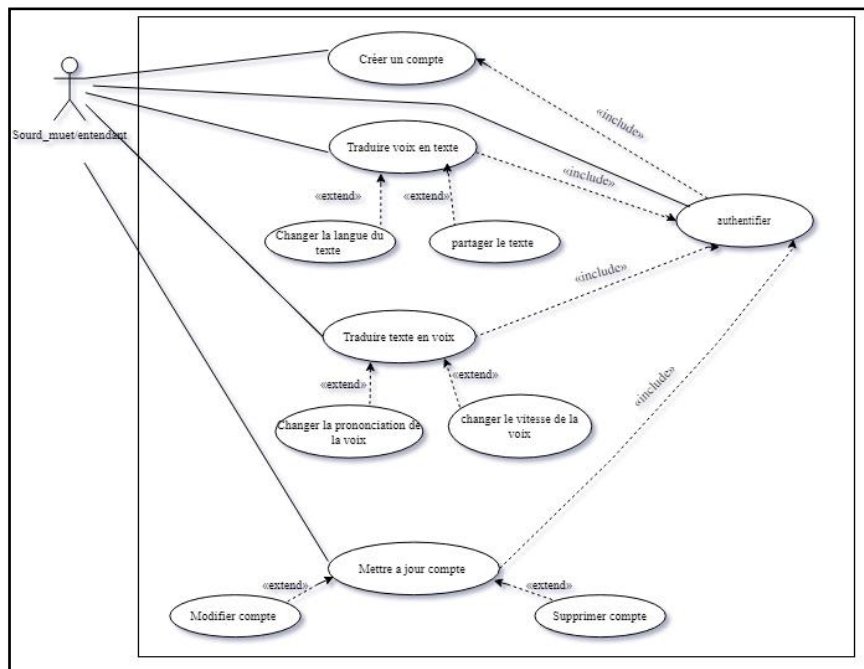 Créer un compte
Sourd_muet/entendant
«include»
Traduire voix en texte
«include»
«extend»
«extend»
authentifier
Changer la langue du
texte
partager le texte
«include»
Traduire texte en voix
«extend»
«extend»
Changer la prononciation de
la voix
changer le vitesse de la
voix
«include»
Mettre a jour compte
«extend»
«extend»
Modifier compte
Supprimer compte